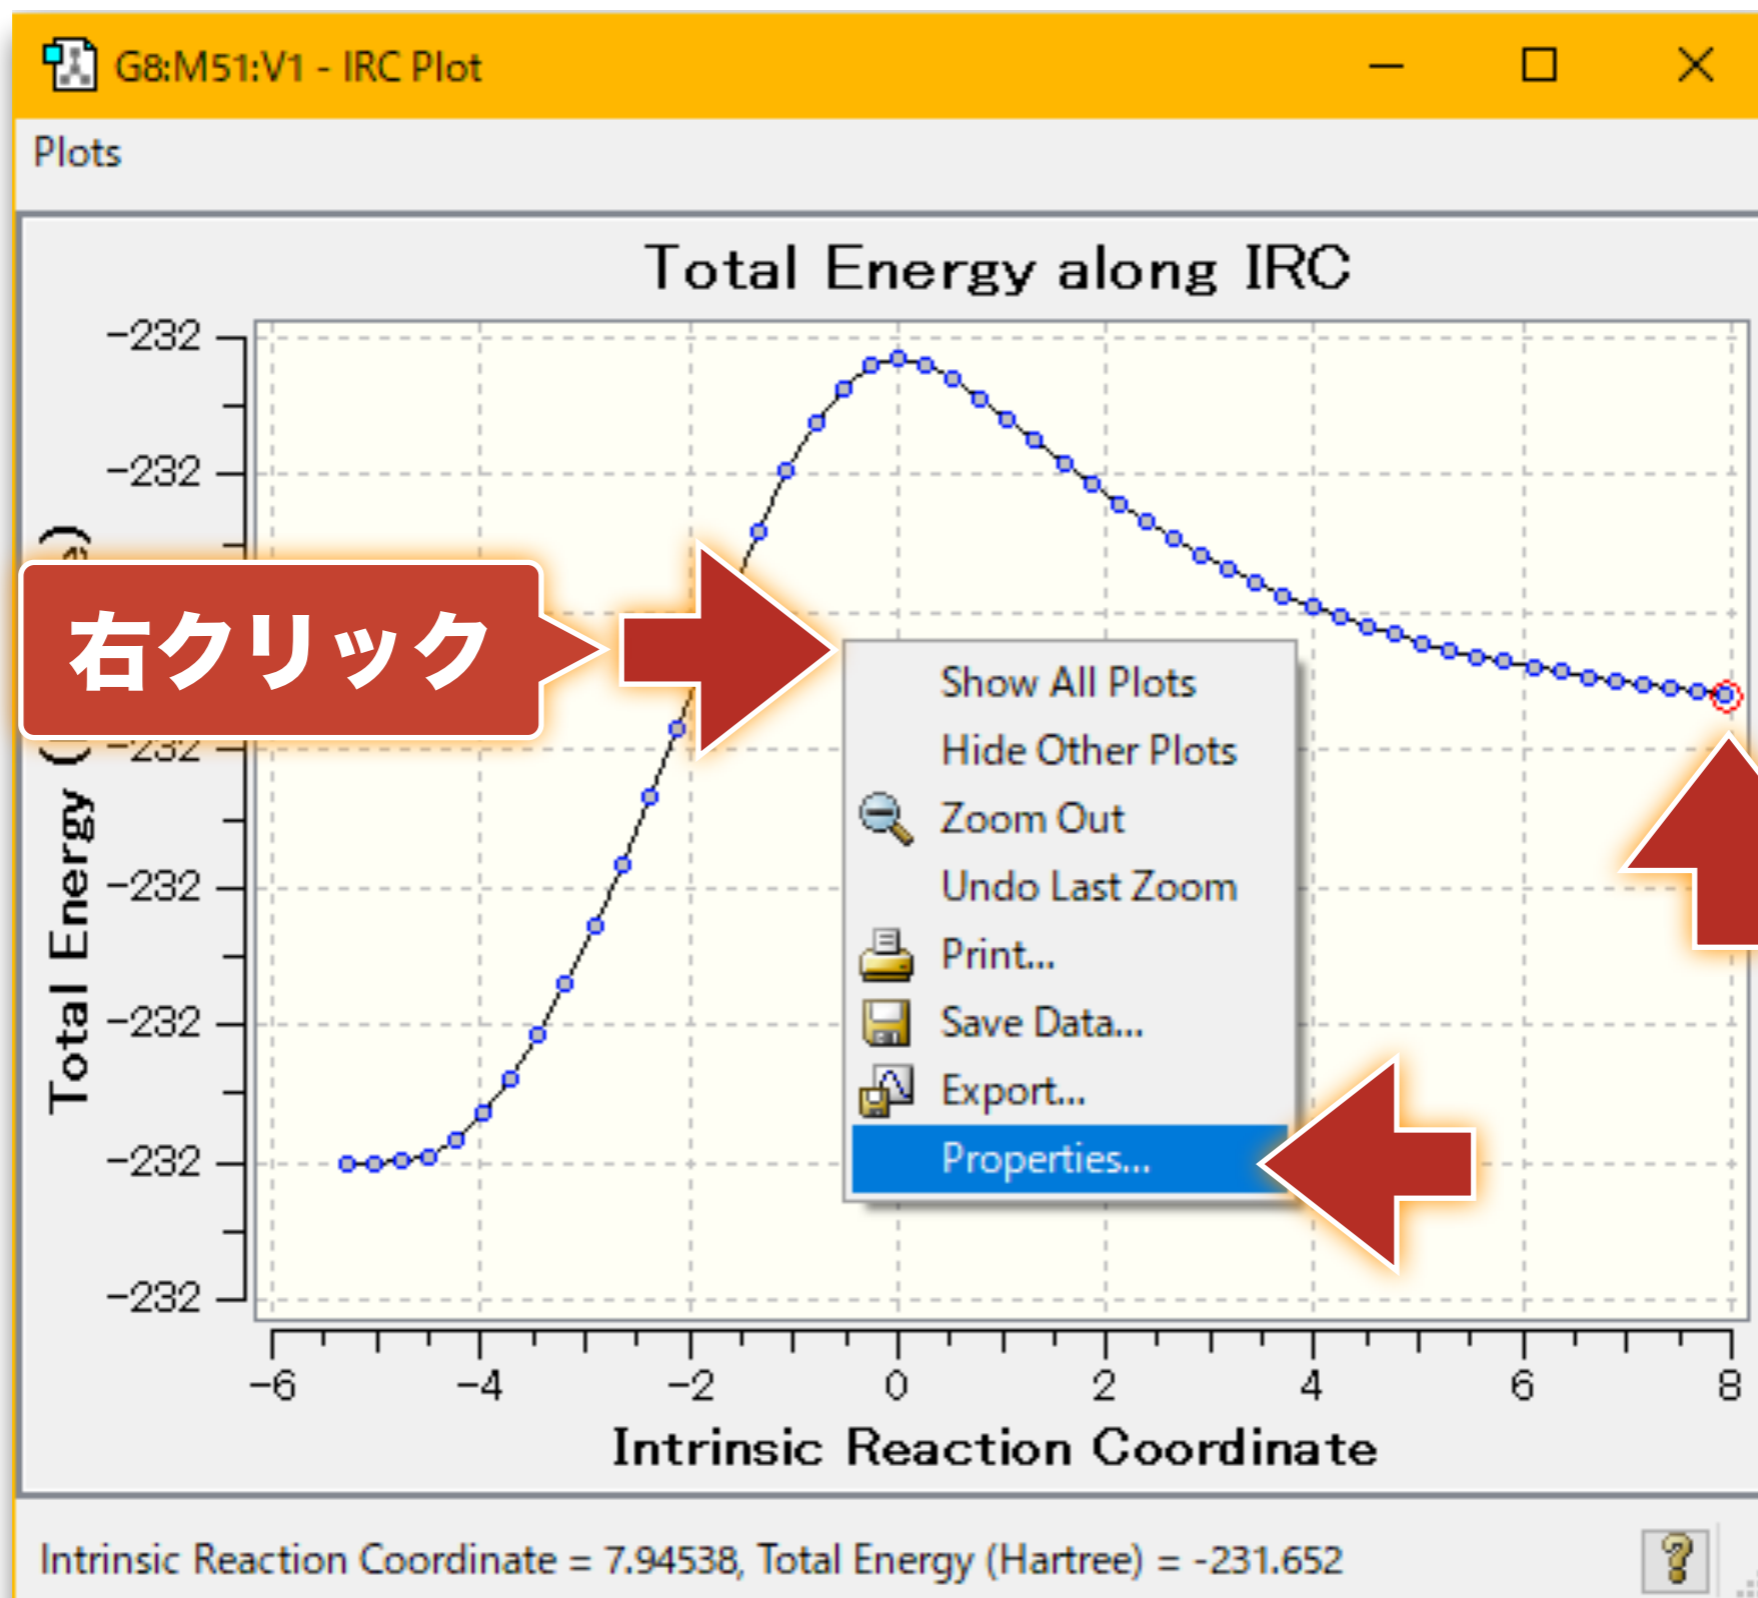 G8:M51:V1 - IRC Plot
Plots
Total Energy along IRC
-232
-232
右クリック
Show All Plots
Hide Other Plots
-232
Zoom Out
Undo Last Zoom
-232
Total Energy (
Print...
Save Data...
-232
Export...
Properties...
-232
-232
-6 -4 -2 0 2 4 6 8
Intrinsic Reaction Coordinate
Intrinsic Reaction Coordinate = 7.94538, Total Energy (Hartree) = -231.652